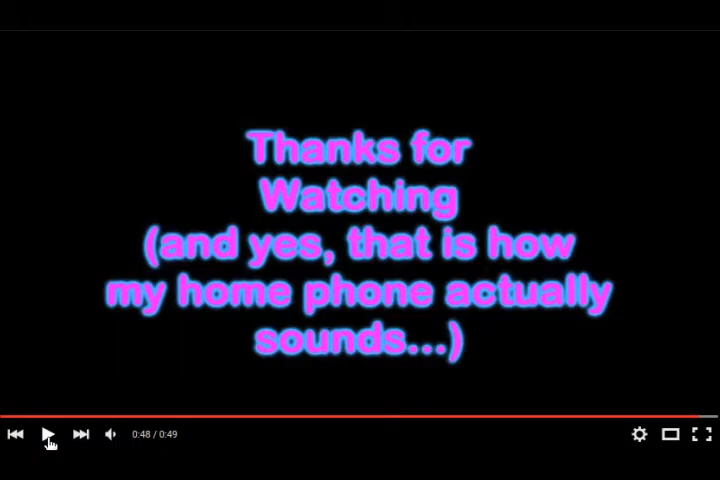 Thanks for
Watching
(and yes, that is how
my home phone actually
sounds...)
0:48 / 0:49